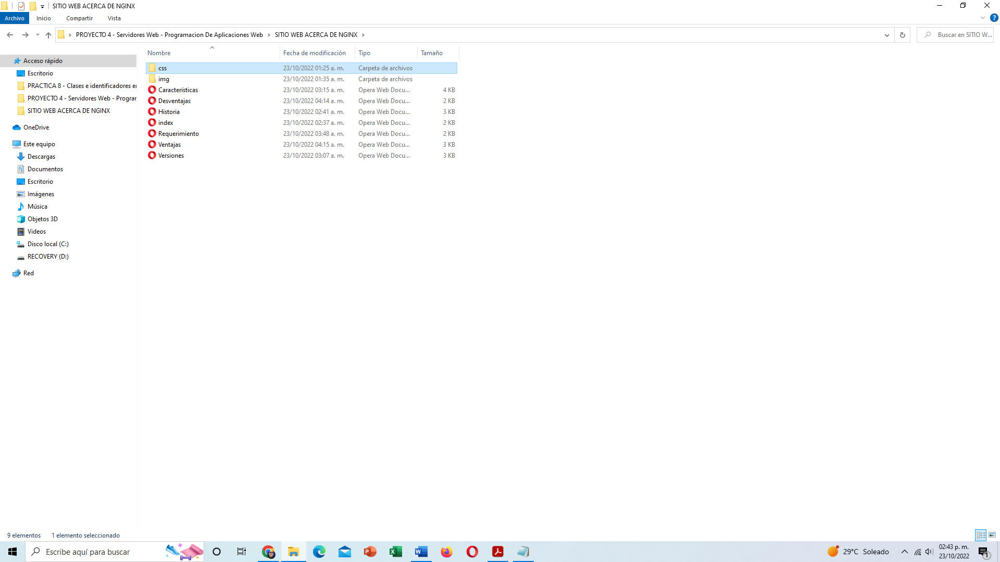 SITIO WEB ACERCA DE NGINX
Archivo Inicio Compartir Vista
PROYECTO 4 - Servidores Web - Programacion De Aplicaciones Web SITIO WEB ACERCA DE NGINX
Buscar en SITIO W...
Nombre Fecha de modificación Tipo Tamaño
Acceso rápido
Escritorio
PRACTICA 8 - Clases e identificadores e
PROYECTO 4 - Servidores Web - Progra
SITIO WEB ACERCA DE NGINX
OneDrive
Este equipo
Descargas
Documentos
Escritorio
Imágenes
Música
Objetos 3D
Videos
Disco local (C:)
RECOVERY (D:)
Red
css 23/10/2022 01:25 a. m. Carpeta de archivos
img 23/10/2022 01:35 a. m. Carpeta de archivos
Características 23/10/2022 03:15 a. m. Opera Web Docu... 4 KB
Desventajas 23/10/2022 04:14 a. m. Opera Web Docu... 2 KB
Historia 23/10/2022 02:41 a. m. Opera Web Docu... 3 KB
index 23/10/2022 02:37 a. m. Opera Web Docu... 2 KB
Requerimiento 23/10/2022 03:48 a. m. Opera Web Docu... 2 KB
Ventajas 23/10/2022 04:15 a. m. Opera Web Docu... 3 KB
Versiones 23/10/2022 03:07 a. m. Opera Web Docu... 3 KB
9 elementos 1 elemento seleccionado
Escribe aquí para buscar
29°C Soleado
02:43 p. m.
23/10/2022
1